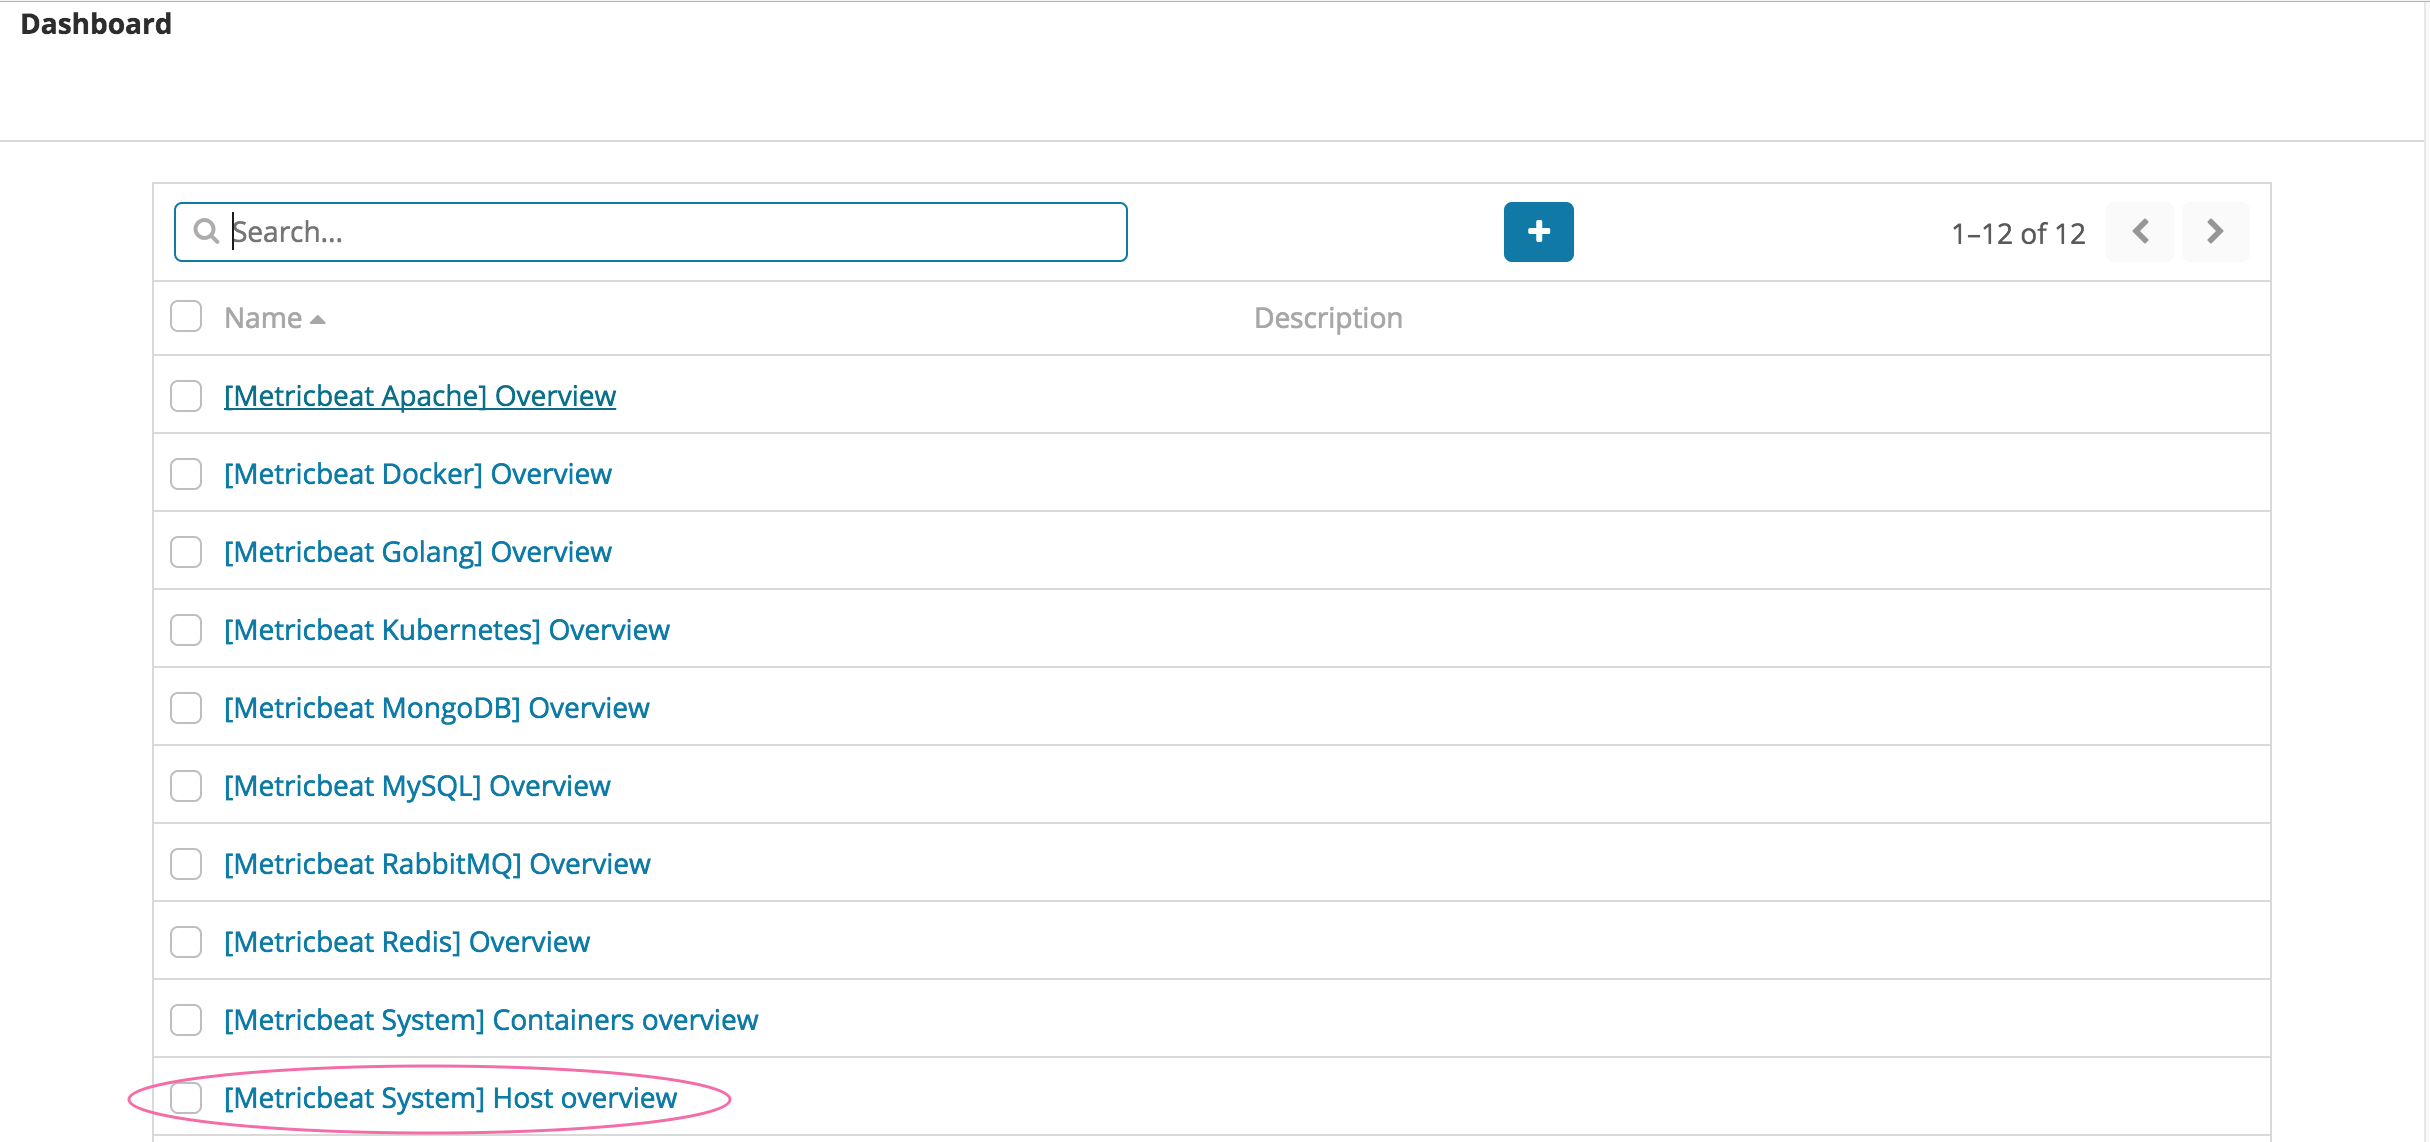 Dashboard
Search...
1–12 of 12
Name Description
[Metricbeat Apache] Overview
[Metricbeat Docker] Overview
[Metricbeat Golang] Overview
[Metricbeat Kubernetes] Overview
[Metricbeat MongoDB] Overview
[Metricbeat MySQL] Overview
[Metricbeat RabbitMQ] Overview
[Metricbeat Redis] Overview
[Metricbeat System] Containers overview
[Metricbeat System] Host overview